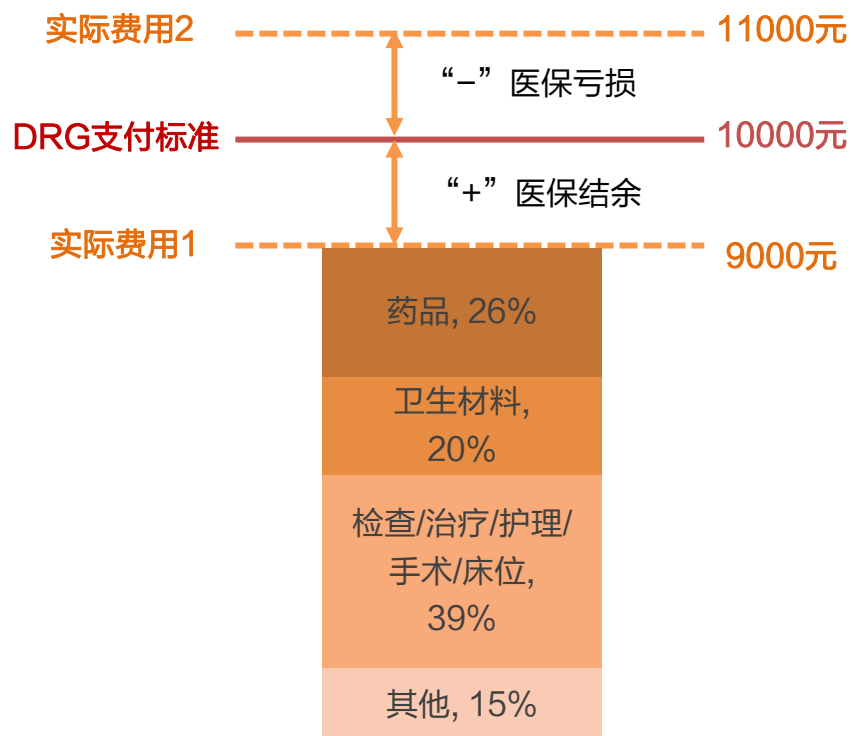 实际费用2
11000元
“–”医保亏损
DRG支付标准
10000元
“+”医保结余
实际费用1
9000元
药品, 26%
卫生材料,
20%
检查/治疗/护理/
手术/床位,
39%
其他, 15%